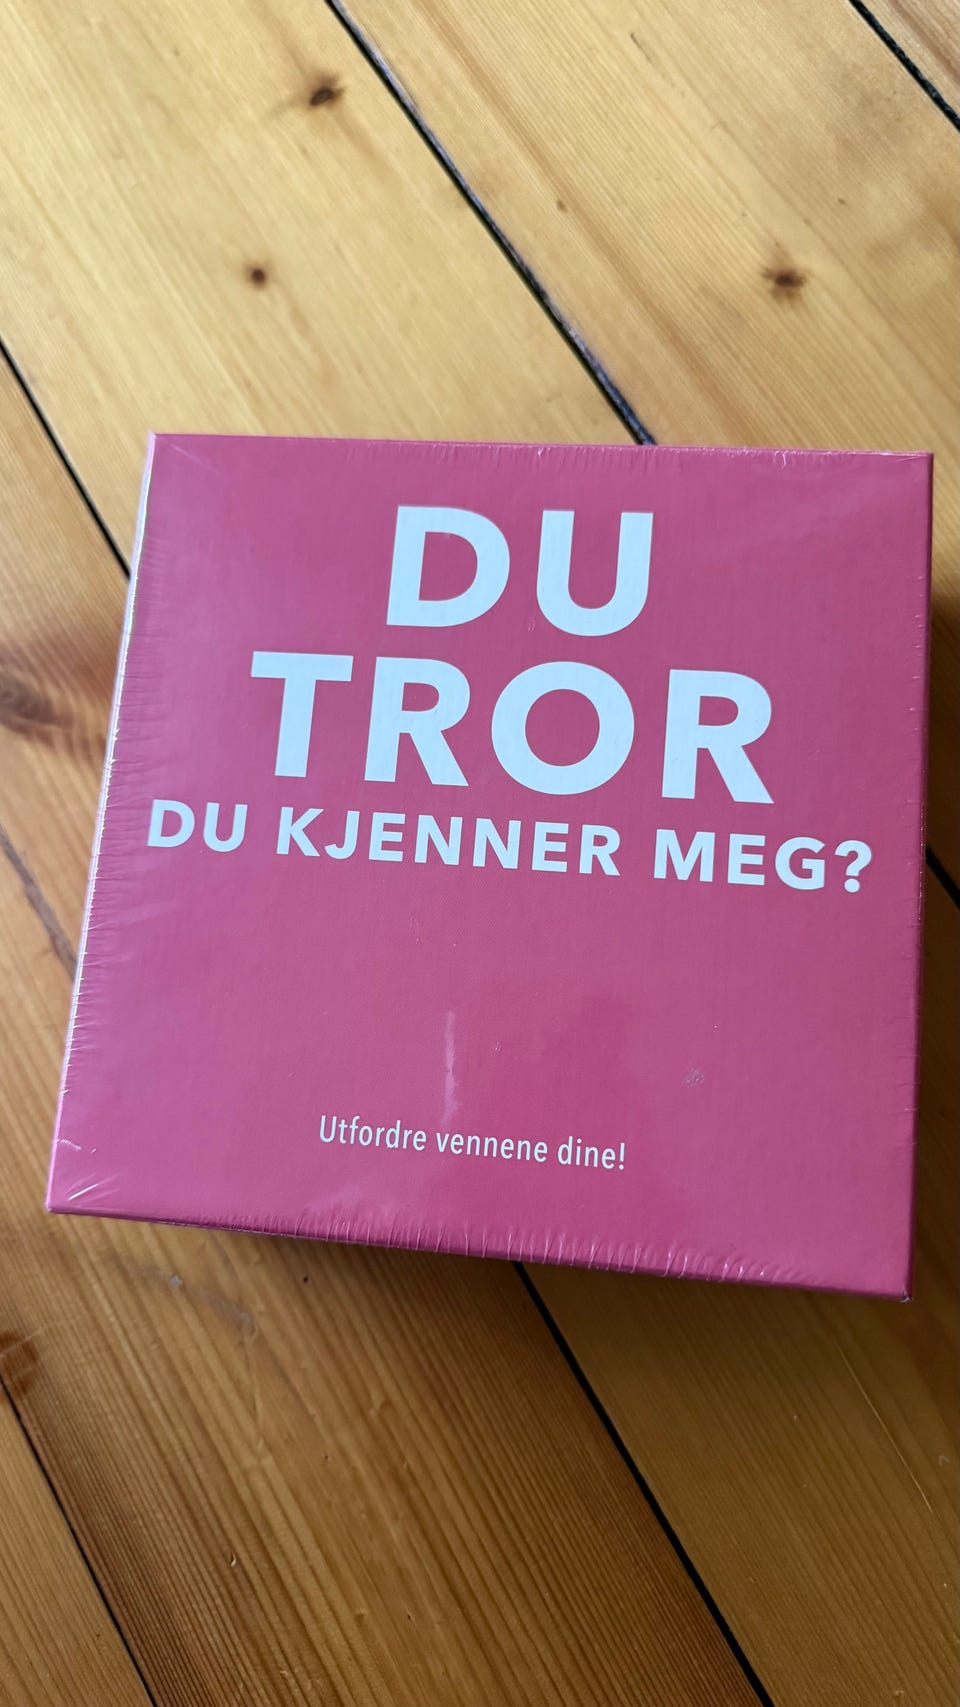 DU
TROR
DU KJENNER MEG?
Utfordre vennene dine!